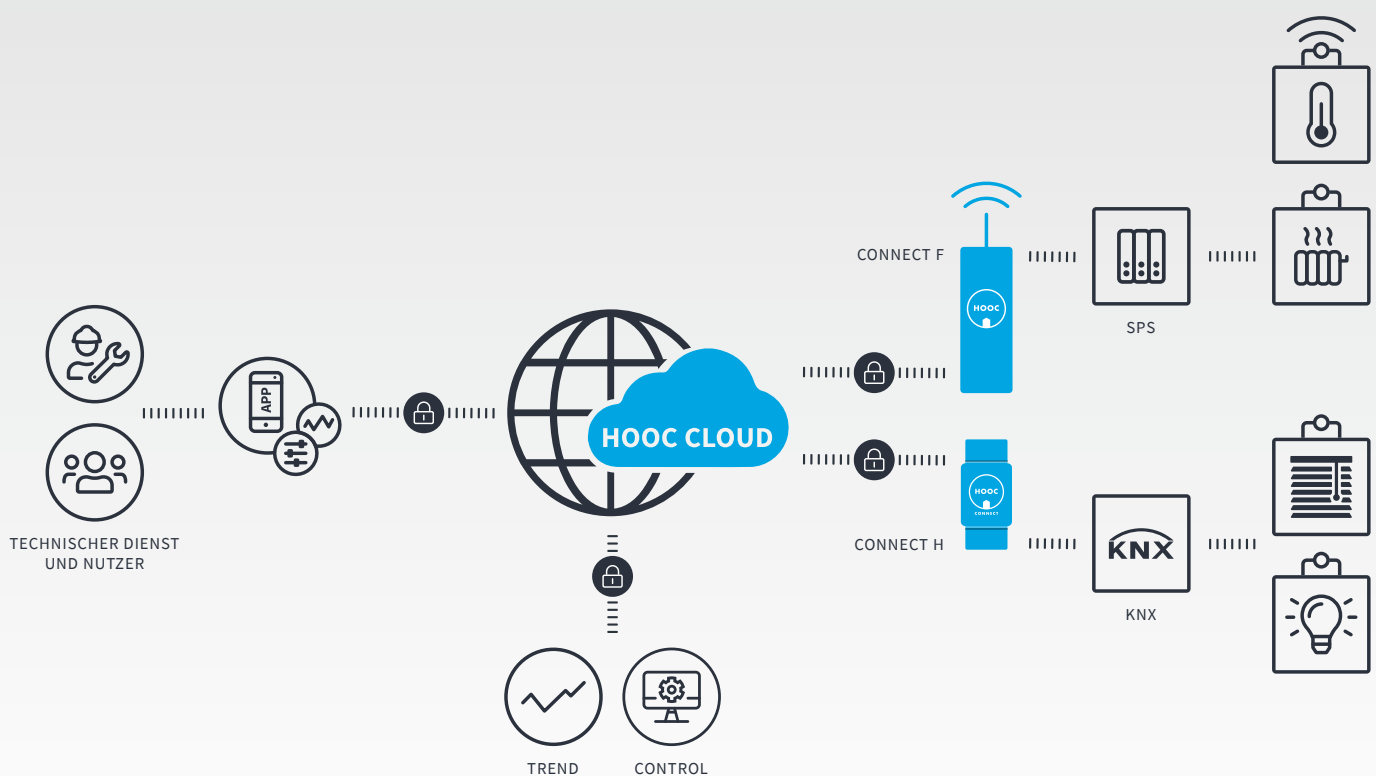 CONNECT F
HOOC
SPS
APP
HOOC CLOUD
TECHNISCHER DIENST
UND NUTZER
HOOC
CONNECT
CONNECT H
KNX
KNX
TREND
CONTROL